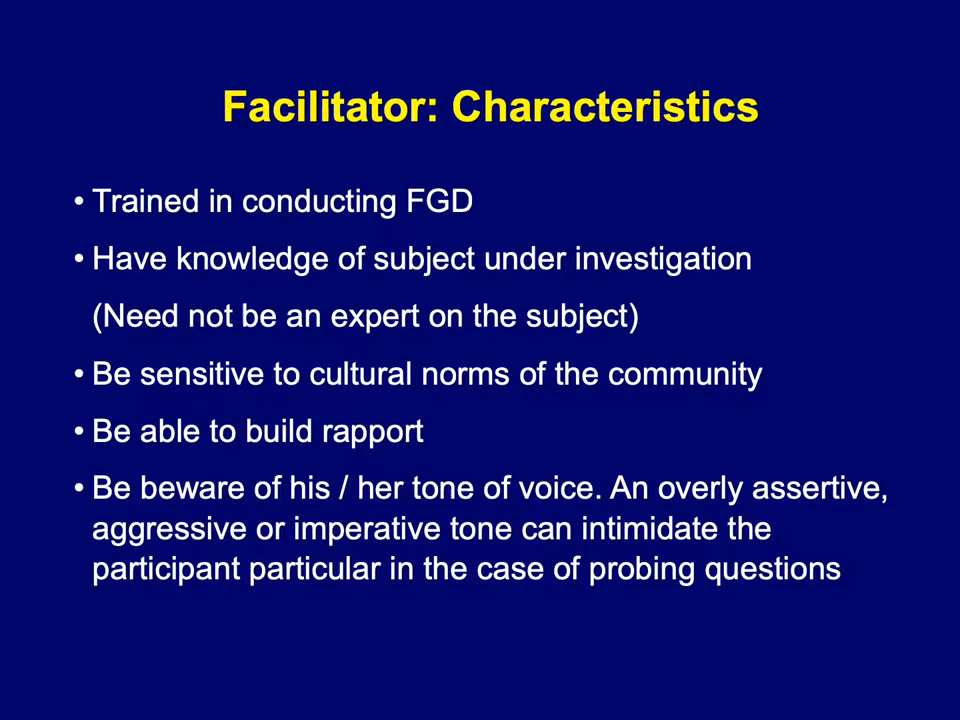 Facilitator: Characteristics
• Trained in conducting FGD
• Have knowledge of subject under investigation
(Need not be an expert on the subject)
• Be sensitive to cultural norms of the community
• Be able to build rapport
• Be beware of his / her tone of voice. An overly assertive,
aggressive or imperative tone can intimidate the
participant particular in the case of probing questions